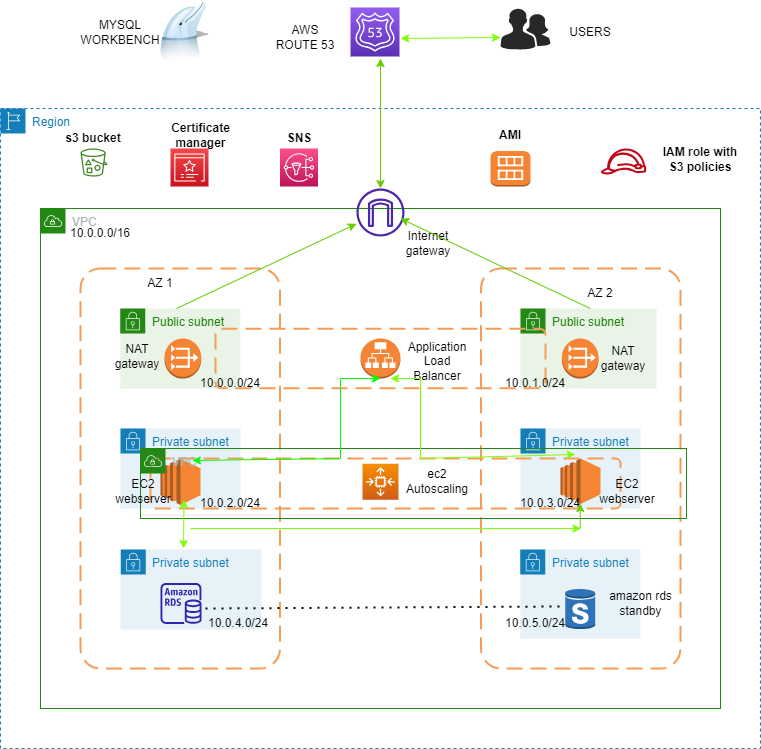 MYSQL
WORKBENCH
AWS
ROUTE 53
53
USERS
Region
s3 bucket
Certificate
manager
SNS
AMI
IAM role with
S3 policies
VPC
10.0.0.0/16
Internet
gateway
AZ 1
AZ 2
Public subnet
Public subnet
NAT
gateway
10.0.0.0/24
Application
Load
Balancer
NAT
gateway
10.0.1.0/24
Private subnet
Private subnet
EC2
webserver
10.0.2.0/24
ec2
Autoscaling
EC2
webserver
10.0.3.0/24
Private subnet
Private subnet
Amazon
RDS
10.0.4.0/24
amazon rds
standby
S
10.0.5.0/24